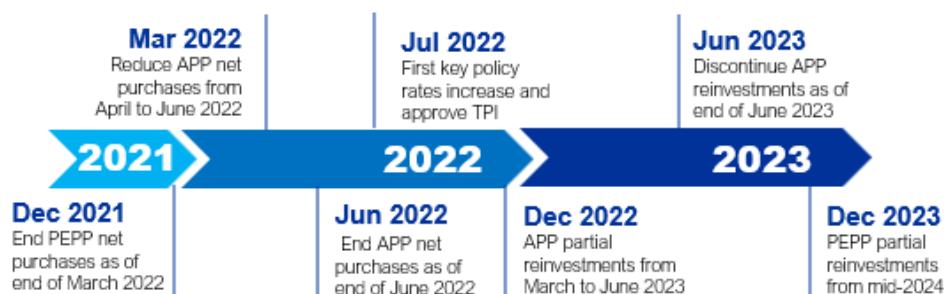 Mar 2022
Reduce APP net
purchases from
April to June 2022
Jul 2022
First key policy
rates increase and
approve TPI
Jun 2023
Discontinue APP
reinvestments as of
end of June 2023
2021
2022
2023
Dec 2021
End PEPP net
purchases as of
end of March 2022
Jun 2022
End APP net
purchases as of
end of June 2022
Dec 2022
APP partial
reinvestments from
March to June 2023
Dec 2023
PEPP partial
reinvestments
from mid-2024